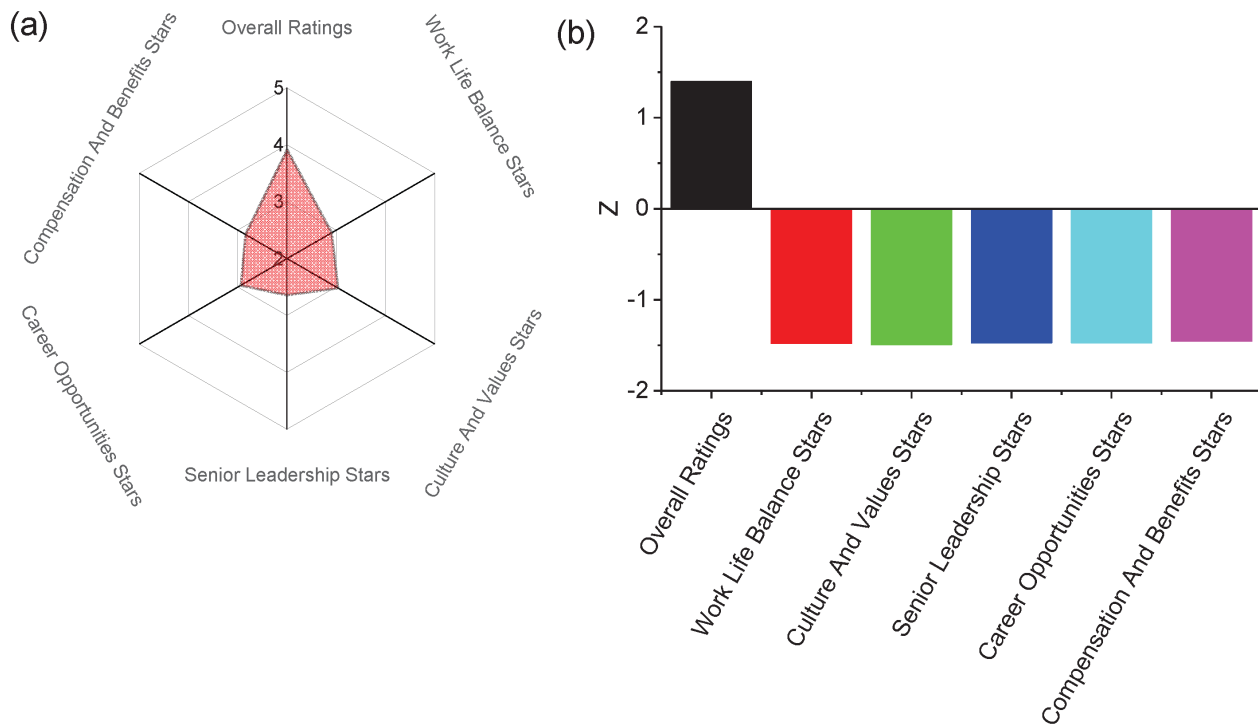 (a)
Overall Ratings
Work Life Balance Stars
Compensation And Benefits Stars
5
4
3
2
Career Opportunities Stars
Senior Leadership Stars
Culture And Values Stars
(b)
2
1
0
-1
-2
Z
Overall Ratings
Work Life Balance Stars
Culture And Values Stars
Senior Leadership Stars
Career Opportunities Stars
Compensation And Benefits Stars